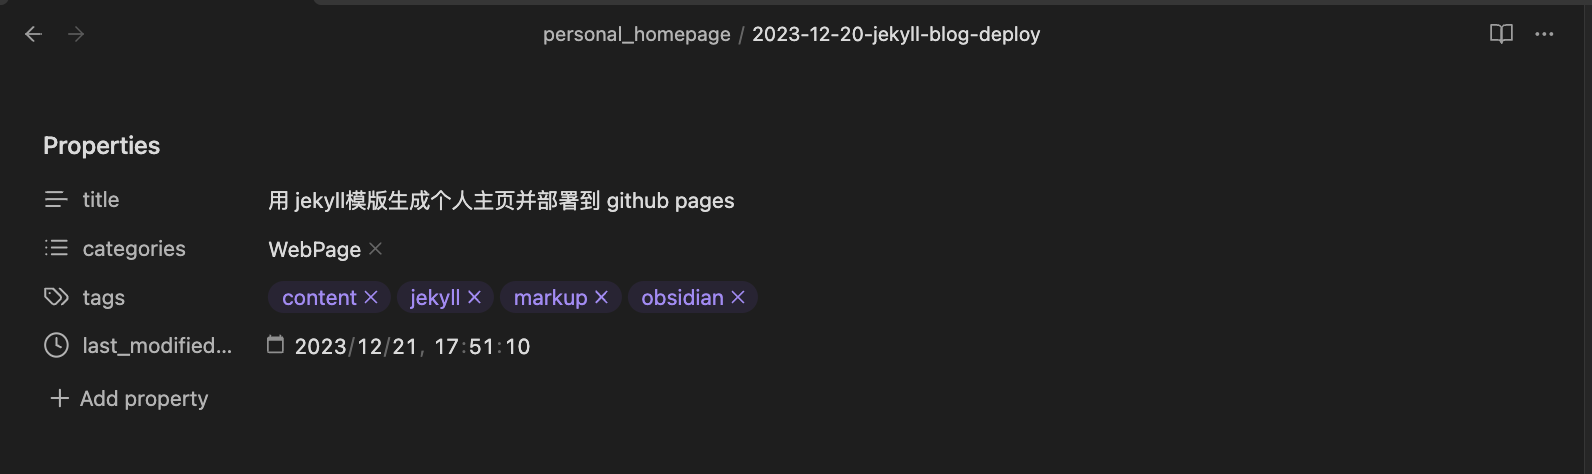 personal_homepage / 2023-12-20-jekyll-blog-deploy
Properties
title 用 jekyll模版生成个人主页并部署到 github pages
categories WebPage
tags content jekyll markup obsidian
last_modified... 2023/12/21, 17:51:10
Add property